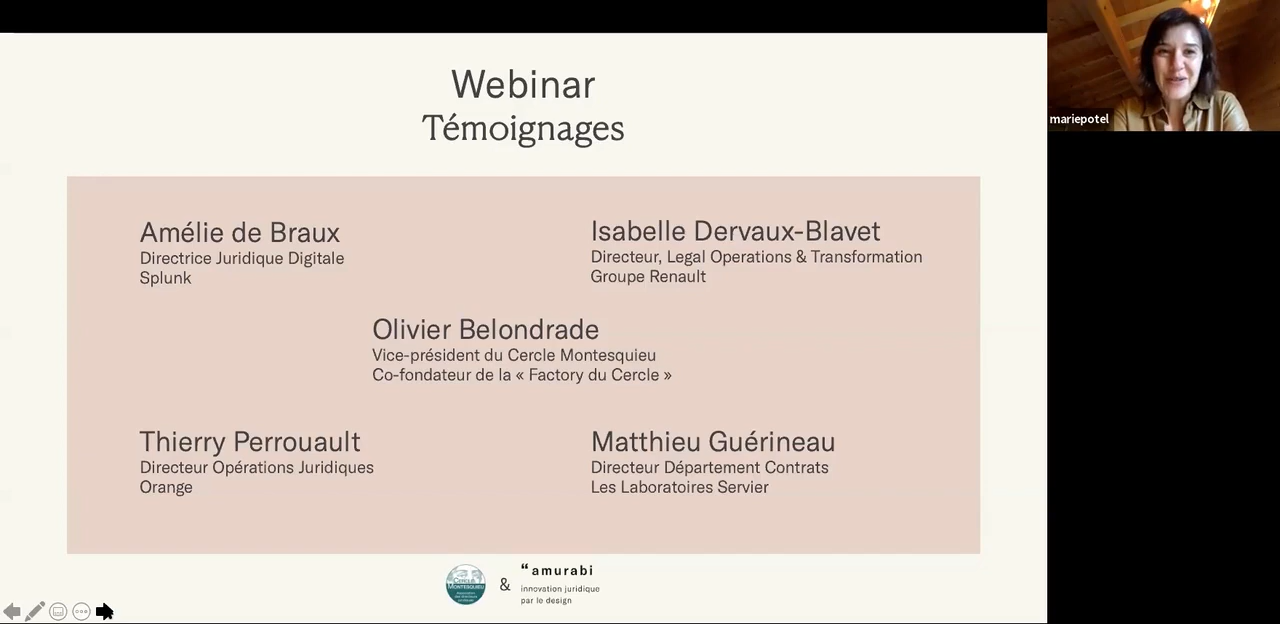 Webinar
Témoignages
mariepotel
Amélie de Braux
Directrice Juridique Digitale
Splunk
Isabelle Dervaux-Blavet
Directeur, Legal Operations & Transformation
Groupe Renault
Olivier Belondrade
Vice-président du Cercle Montesquieu
Co-fondateur de la « Factory du Cercle »
Thierry Perrouault
Directeur Opérations Juridiques
Orange
Matthieu Guérineau
Directeur Département Contrats
Les Laboratoires Servier
CERCLE
MONTESQUIEU
&
“amurabi
innovation juridique
par le design